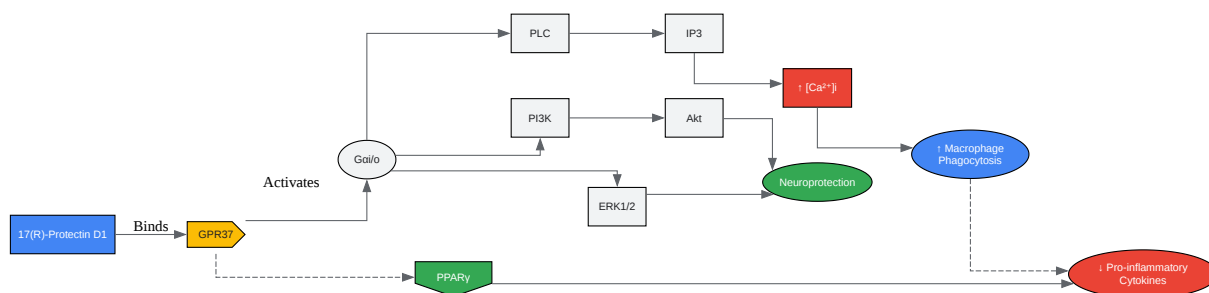 PLC
IP3
↑ [Ca²⁺]i
PI3K
Akt
Gαi/o
↑ Macrophage
Phagocytosis
Activates
Neuroprotection
ERK1/2
17(R)-Protectin D1
Binds
GPR37
PPARγ
↓ Pro-inflammatory
Cytokines